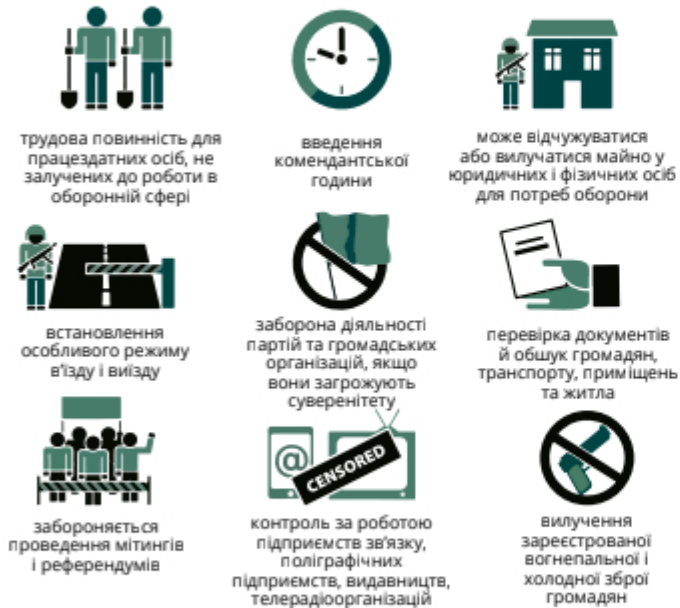 трудова повинність для
працездатних осіб, не
залучених до роботи в
оборонній сфері
введення
комендантської
години
може відчужуватися
або вилучатися майно у
юридичних і фізичних осіб
для потреб оборони
встановлення
особливого режиму
в'їзду і виїзду
заборона діяльності
партій та громадських
організацій, якщо
вони загрожують
суверенітету
перевірка документів
й обшук громадян,
транспорту, приміщень
та житла
забороняється
проведення мітингів
і референдумів
@
CENSORED
контроль за роботою
підприємств зв'язку,
поліграфічних
підприємств, видавництв,
телерадіоорганізацій
вилучення
зареєстрованої
вогнепальної і
холодної зброї
громадян